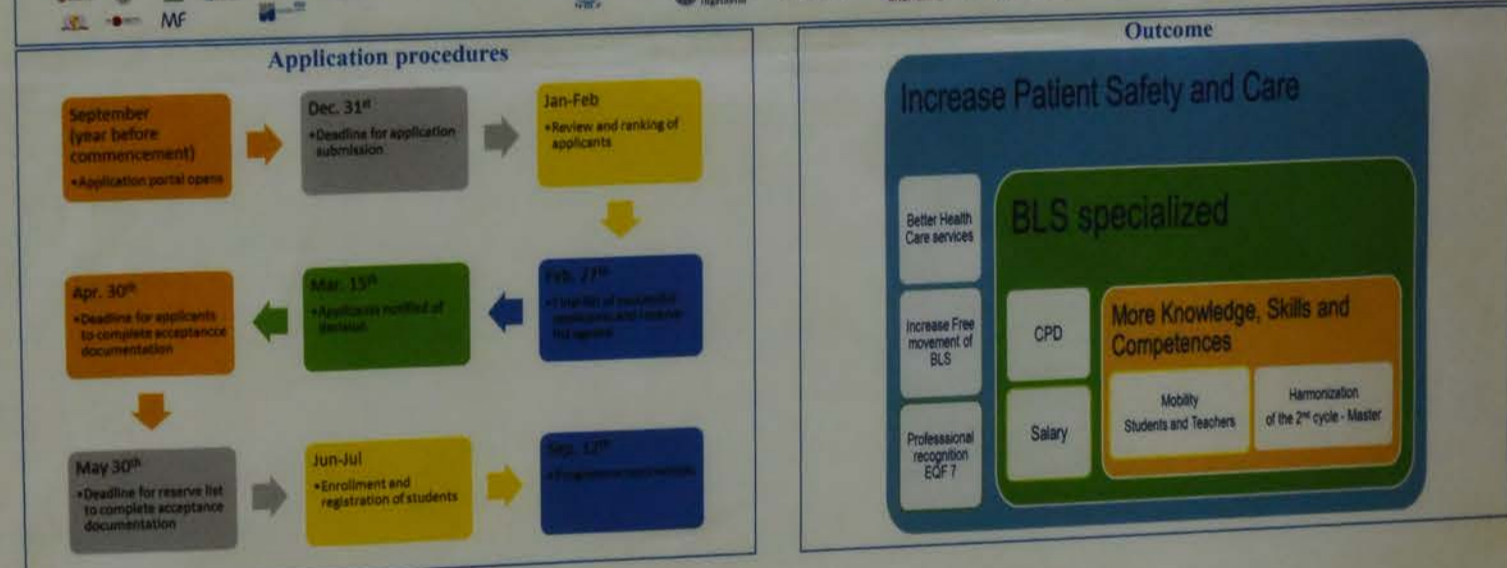 MF
Application procedures
September
(year before
commencement)
•Application portal opens
Dec. 31st
•Deadline for application
submission
Jan-Feb
•Review and ranking of
applicants
Feb. 27th
Mar. 15th
•Applicants notified of
decision
Apr. 30th
•Deadline for applicants
to complete acceptancce
documentation
May 30th
•Deadline for reserve list
to complete acceptance
documentation
Jun-Jul
•Enrollment and
registration of students
Sep. 12th
Outcome
Increase Patient Safety and Care
Better Health
Care services
Increase Free
movement of
BLS
Professaional
recognition
EQF 7
BLS specialized
CPD
Salary
More Knowledge, Skills and
Competences
Mobility
Students and Teachers
Harmonization
of the 2nd cycle - Master